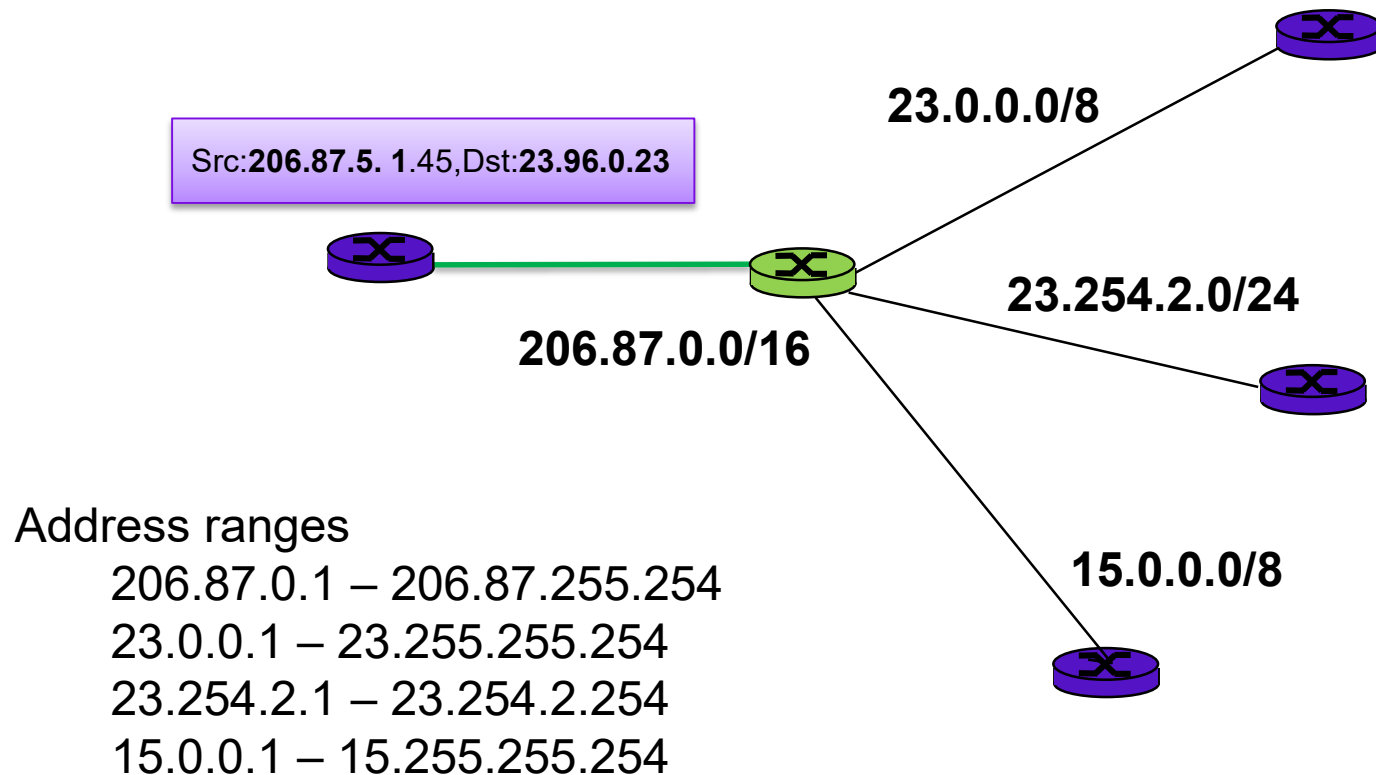 23.0.0.0/8
Src:206.87.5. 1.45,Dst:23.96.0.23
23.254.2.0/24
206.87.0.0/16
Address ranges
206.87.0.1 – 206.87.255.254
15.0.0.0/8
23.0.0.1 – 23.255.255.254
23.254.2.1 – 23.254.2.254
15.0.0.1 – 15.255.255.254